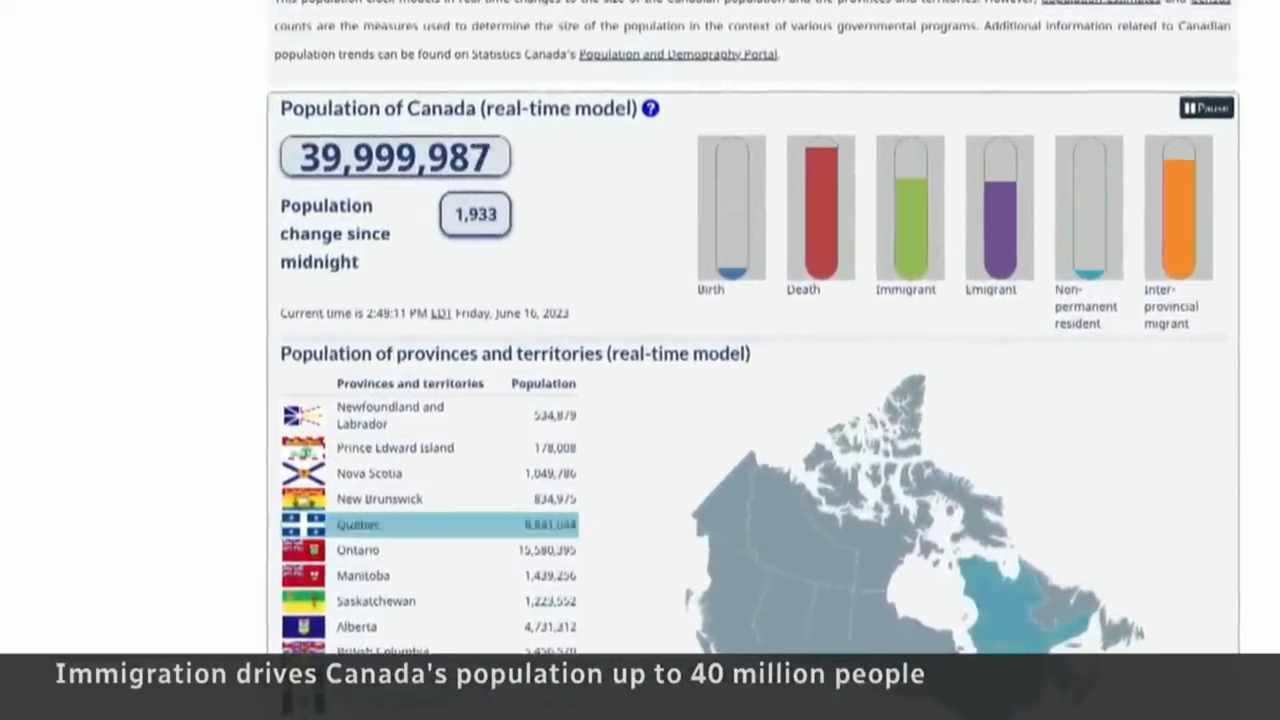 counts are the measures used to determine the size of the population in the context of various governmental programs. Additional information related to Canadian
population trends can be found on Statistics Canada's Population and Demography Portal.
Population of Canada (real-time model) ?
Pause
39,999,987
Population
change since
midnight
1,933
Birth
Death
Immigrant
Emigrant
Non-
permanent
resident
Inter-
provincial
migrant
Current time is 2:49:11 PM EDT Friday, June 16, 2023
Population of provinces and territories (real-time model)
Provinces and territories Population
Newfoundland and
Labrador 534,879
Prince Edward Island 178,008
Nova Scotia 1,049,786
New Brunswick 834,975
Québec
Ontario 15,580,395
Manitoba 1,439,256
Saskatchewan 1,223,552
Alberta 4,731,312
British Columbia
Immigration drives Canada's population up to 40 million people